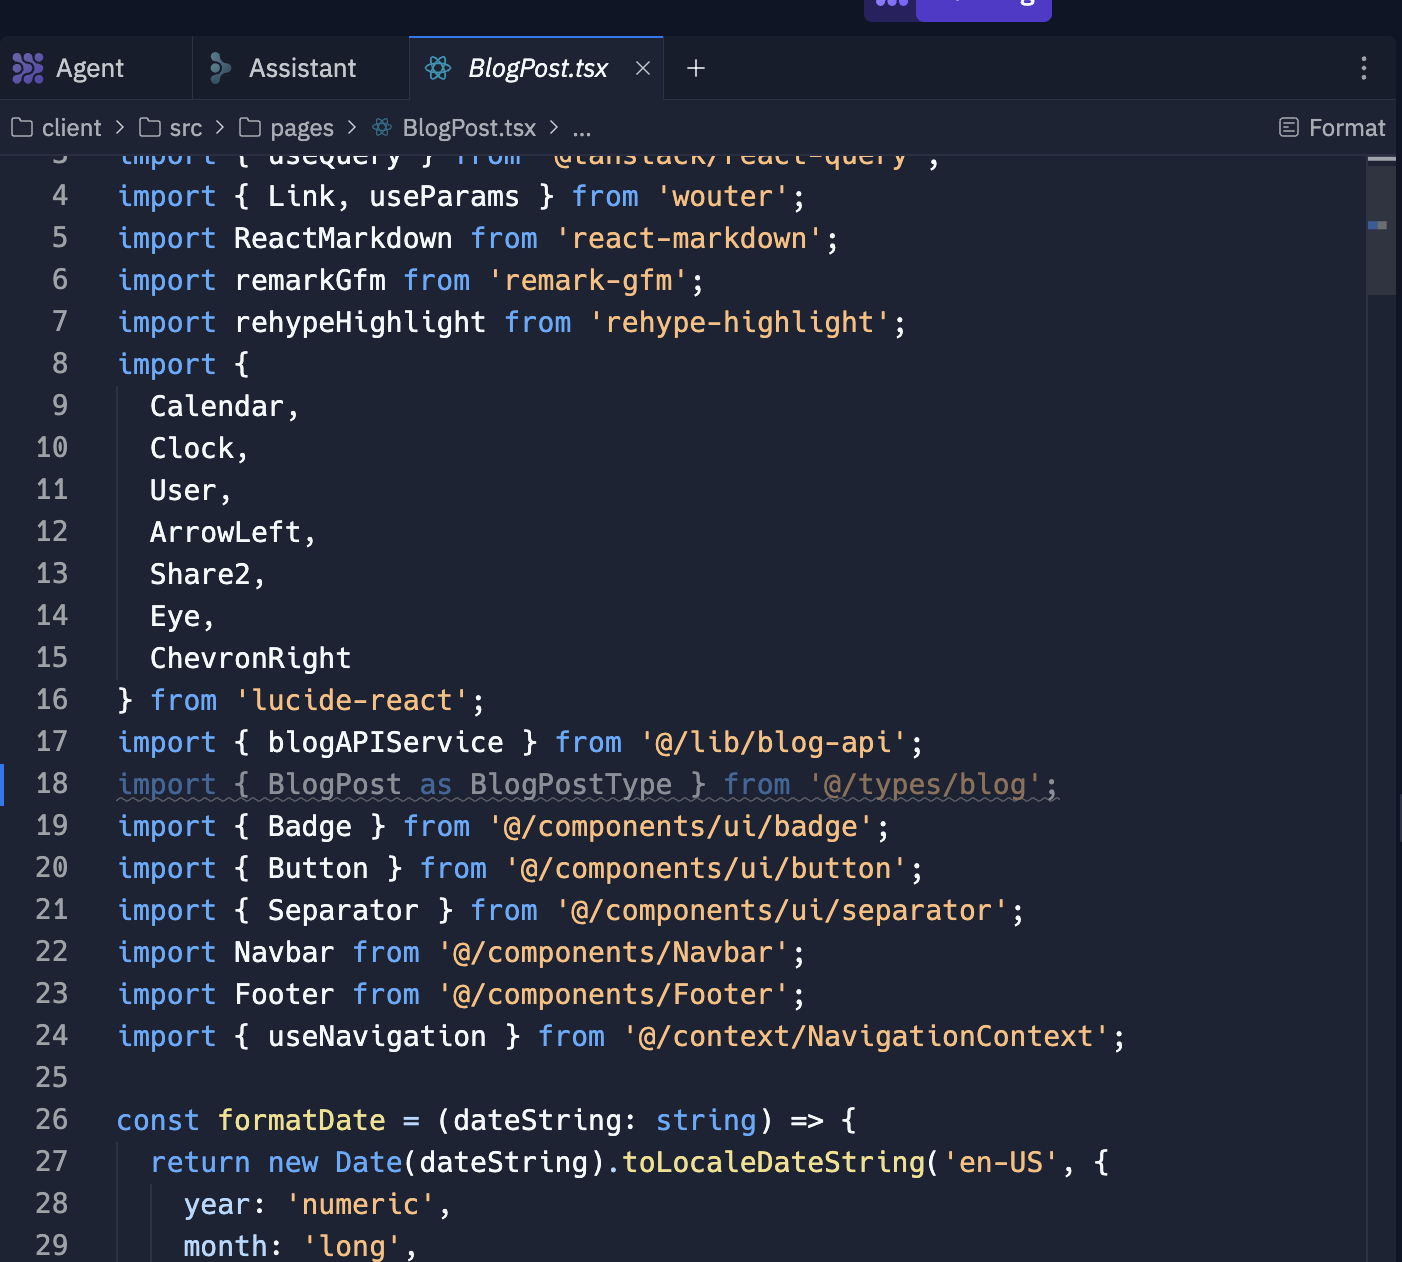 Agent
Assistant
BlogPost.tsx
client > src > pages > BlogPost.tsx > ...
Format
3 import { useQuery } from '@tanstack/react-query';
4 import { Link, useParams } from 'wouter';
5 import ReactMarkdown from 'react-markdown';
6 import remarkGfm from 'remark-gfm';
7 import rehypeHighlight from 'rehype-highlight';
8 import {
9   Calendar,
10   Clock,
11   User,
12   ArrowLeft,
13   Share2,
14   Eye,
15   ChevronRight
16 } from 'lucide-react';
17 import { blogAPIService } from '@/lib/blog-api';
18 import { BlogPost as BlogPostType } from '@/types/blog';
19 import { Badge } from '@/components/ui/badge';
20 import { Button } from '@/components/ui/button';
21 import { Separator } from '@/components/ui/separator';
22 import Navbar from '@/components/Navbar';
23 import Footer from '@/components/Footer';
24 import { useNavigation } from '@/context/NavigationContext';
25
26 const formatDate = (dateString: string) => {
27   return new Date(dateString).toLocaleDateString('en-US', {
28     year: 'numeric',
29     month: 'long',